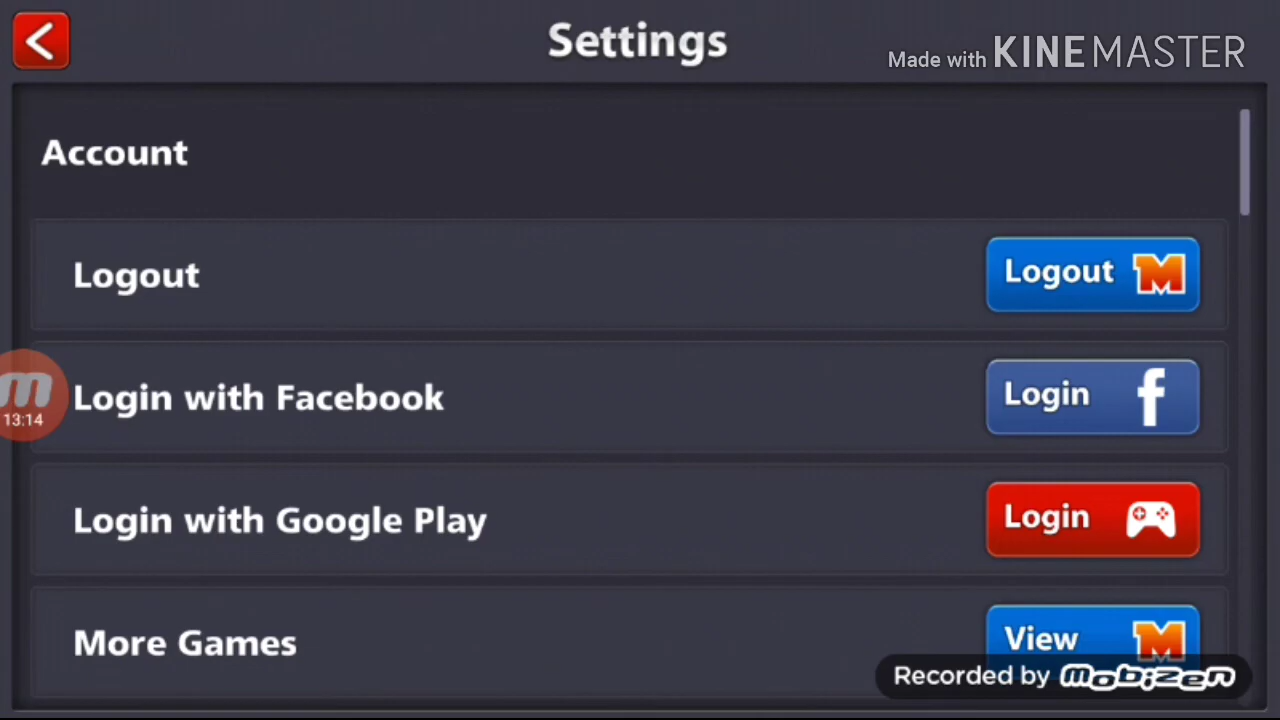 Settings
Made with KINEMASTER
Account
Logout
Logout M
Login with Facebook
Login f
m
13:14
Login with Google Play
Login
More Games
View M
Recorded by mobizen